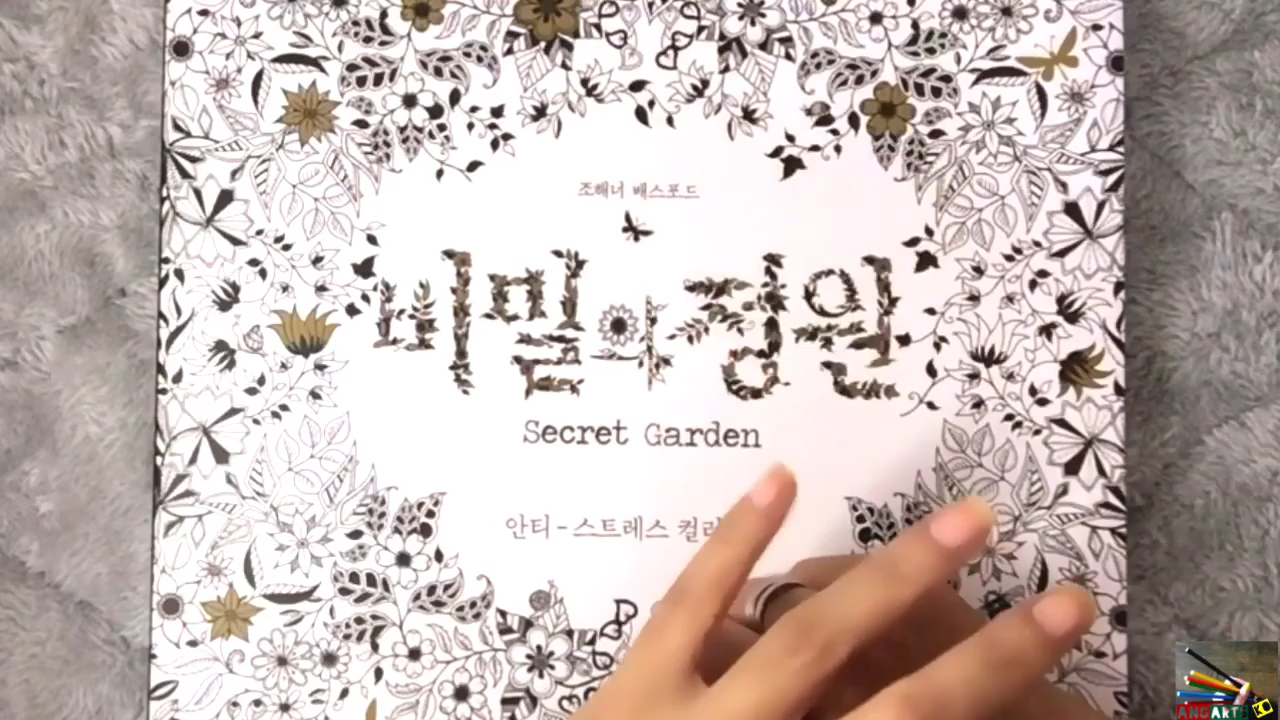 조해너 배스포드
비밀의 정원
Secret Garden
안티 - 스트레스